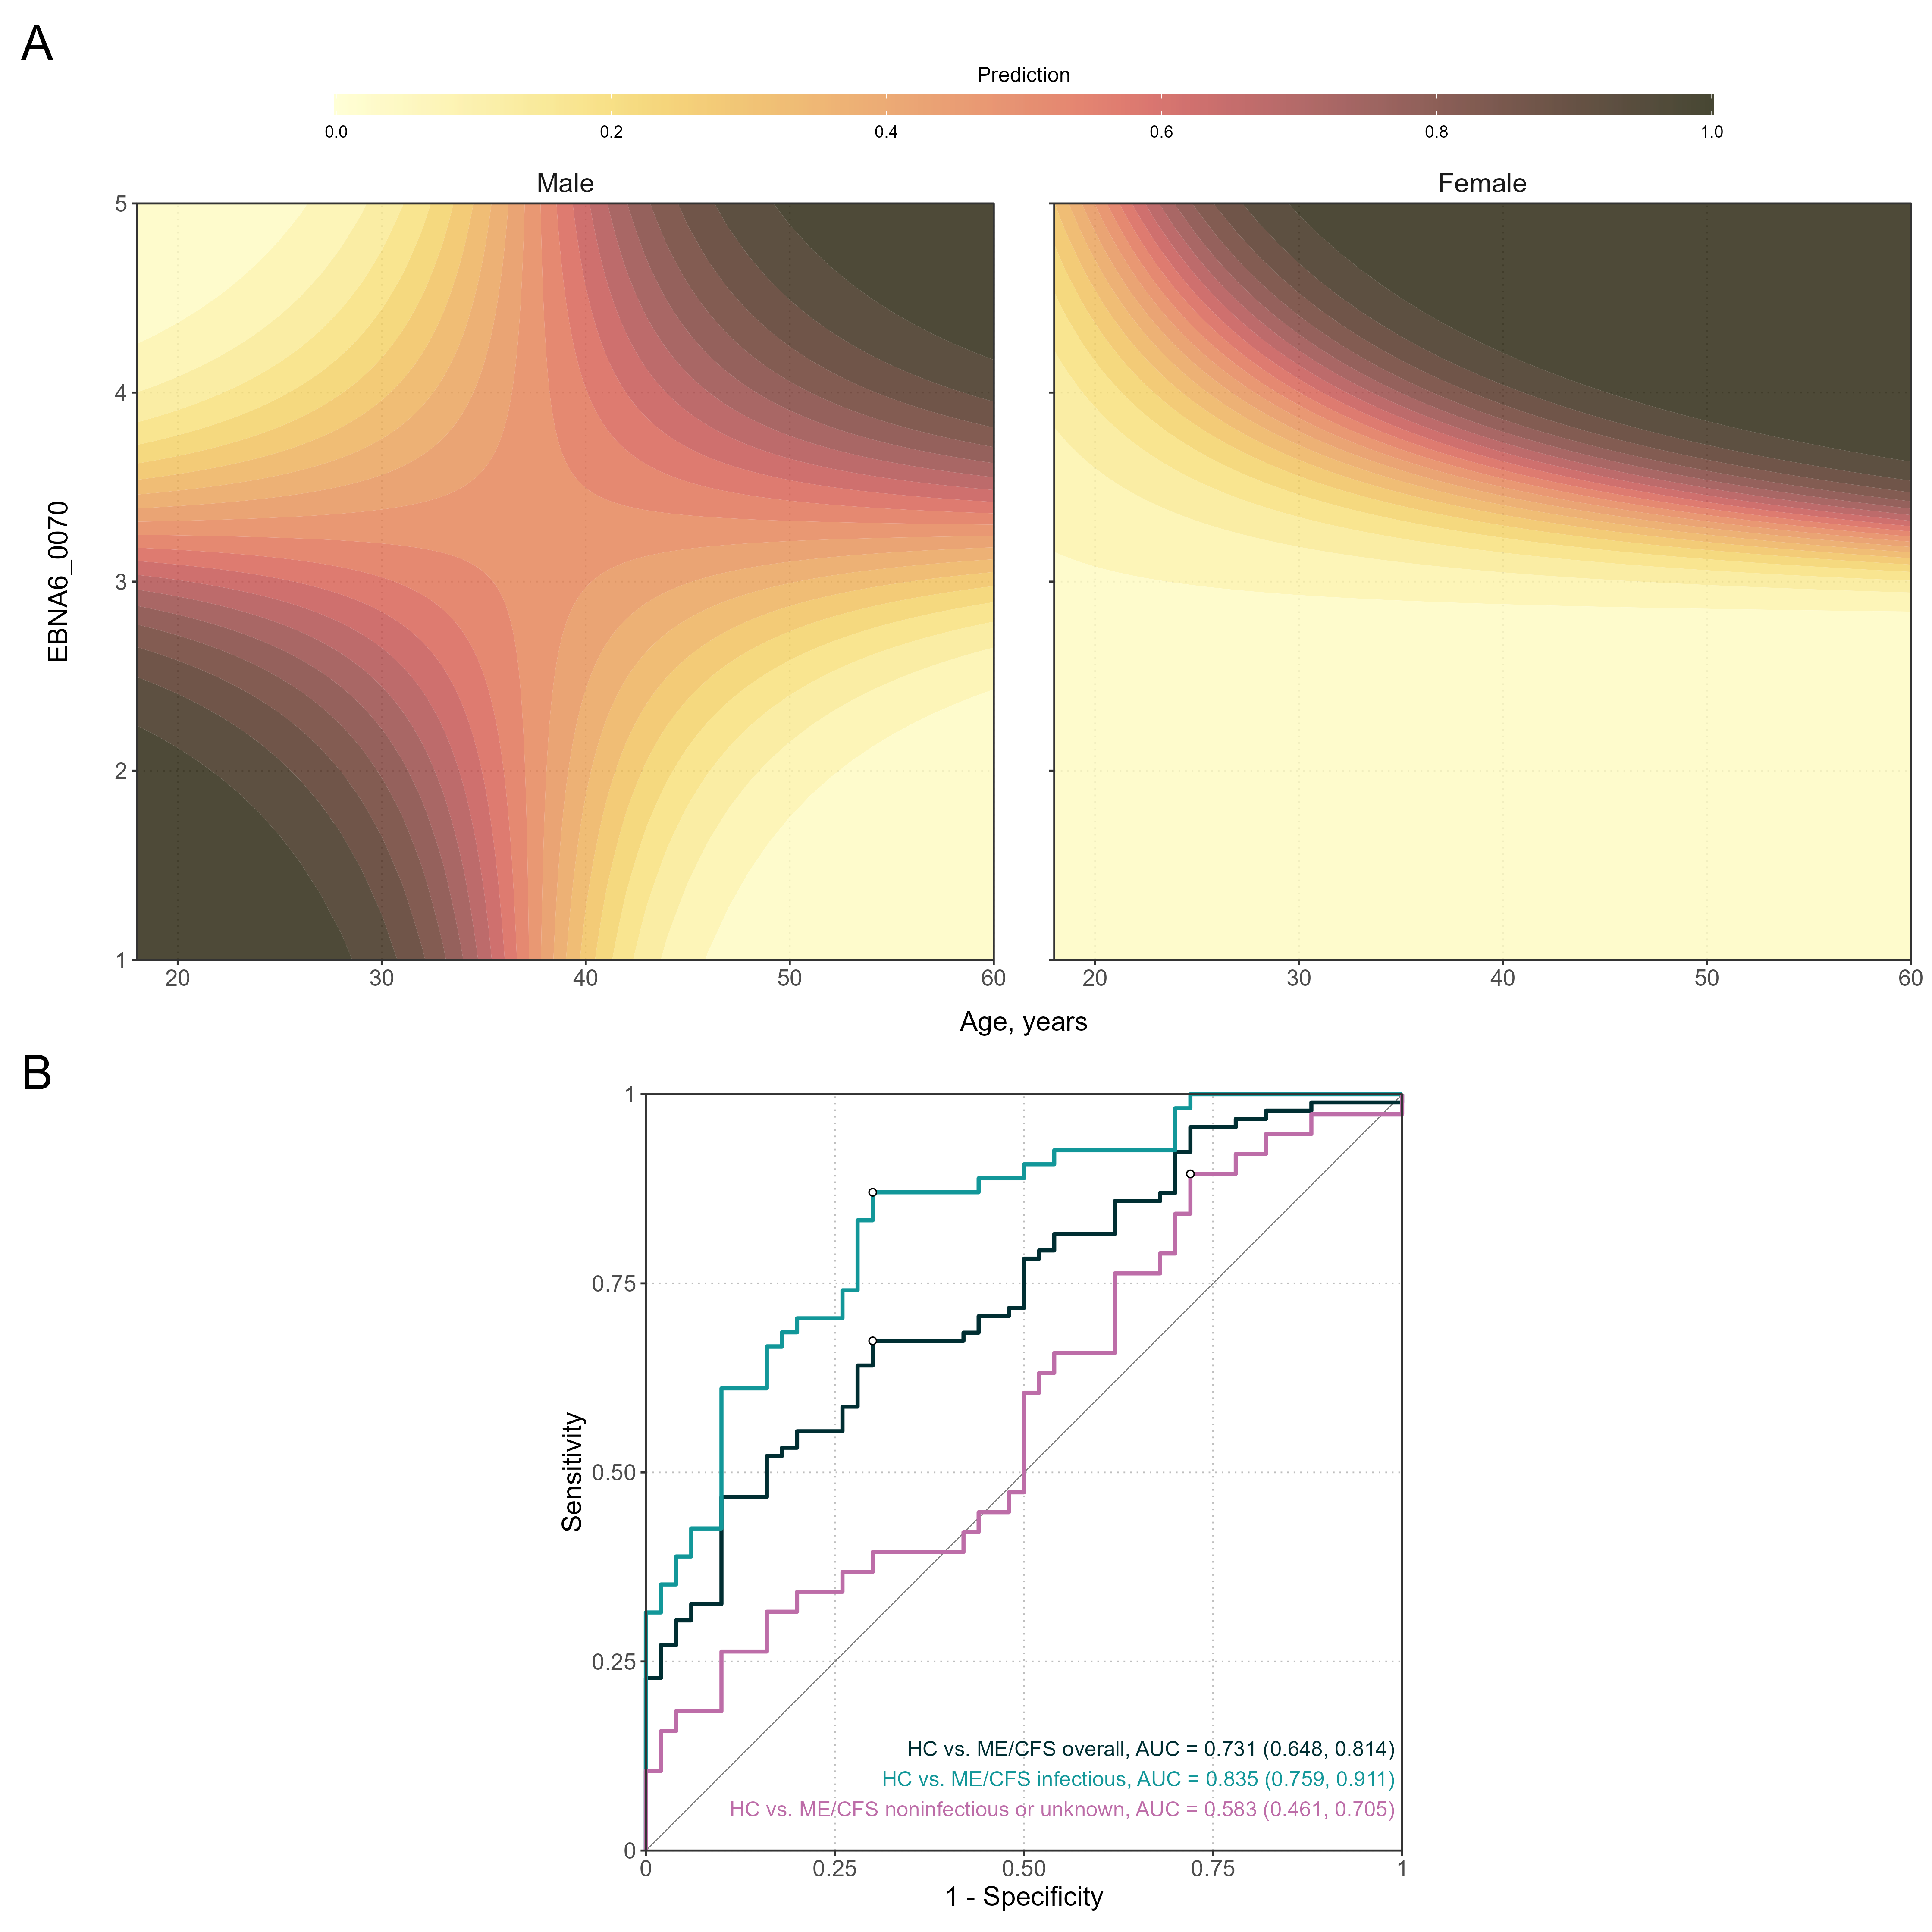 A
Prediction
0.0 0.2 0.4 0.6 0.8 1.0
Male Female
EBNA6_0070
5
4
3
2
1
20 30 40 50 60 20 30 40 50 60
Age, years
B
Sensitivity
1
0.75
0.50
0.25
0
HC vs. ME/CFS overall, AUC = 0.731 (0.648, 0.814)
HC vs. ME/CFS infectious, AUC = 0.835 (0.759, 0.911)
HC vs. ME/CFS noninfectious or unknown, AUC = 0.583 (0.461, 0.705)
0 0.25 0.50 0.75 1
1 - Specificity